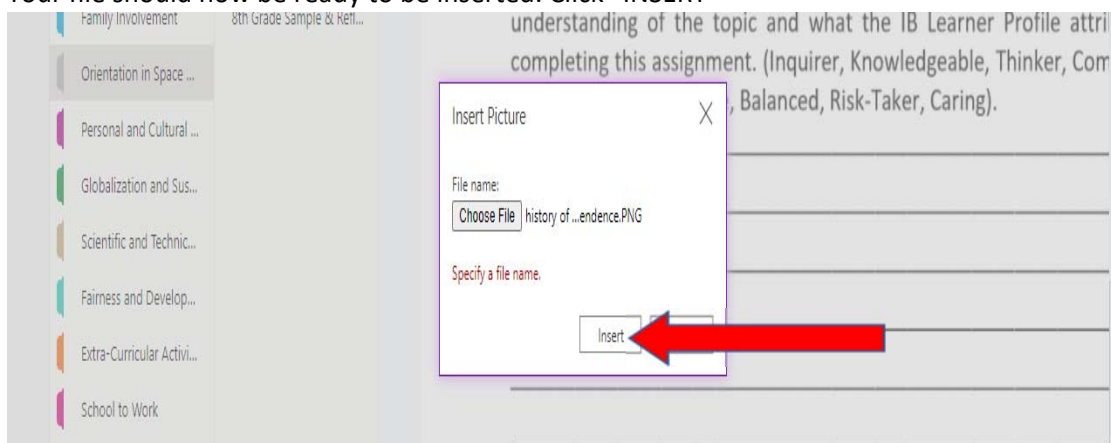 Your file should now be ready to be inserted. Click "INSERT"
Family Involvement
Orientation in Space ...
Personal and Cultural ...
Globalization and Sus...
Scientific and Technic...
Fairness and Develop...
Extra-Curricular Activi...
School to Work
8th Grade Sample & Refl...
understanding of the topic and what the IB Learner Profile attri
completing this assignment. (Inquirer, Knowledgeable, Thinker, Com
, Balanced, Risk-Taker, Caring).
Insert Picture
File name:
Choose File history of ...endence.PNG
Specify a file name.
Insert